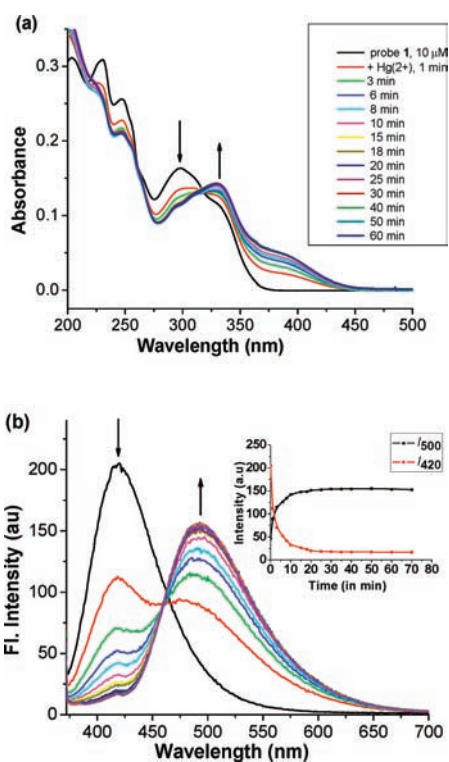 (a)
Absorbance
0.3
0.2
0.1
0.0
probe 1, 10 μM
+ Hg(2+), 1 min
3 min
6 min
8 min
10 min
15 min
18 min
20 min
25 min
30 min
40 min
50 min
60 min
200 250 300 350 400 450 500
Wavelength (nm)
(b)
Fl. Intensity (au)
200
150
100
50
0
I500
I420
Intensity (a.u)
250
200
150
100
50
0
0 10 20 30 40 50 60 70 80
Time (in min)
400 450 500 550 600 650 700
Wavelength (nm)